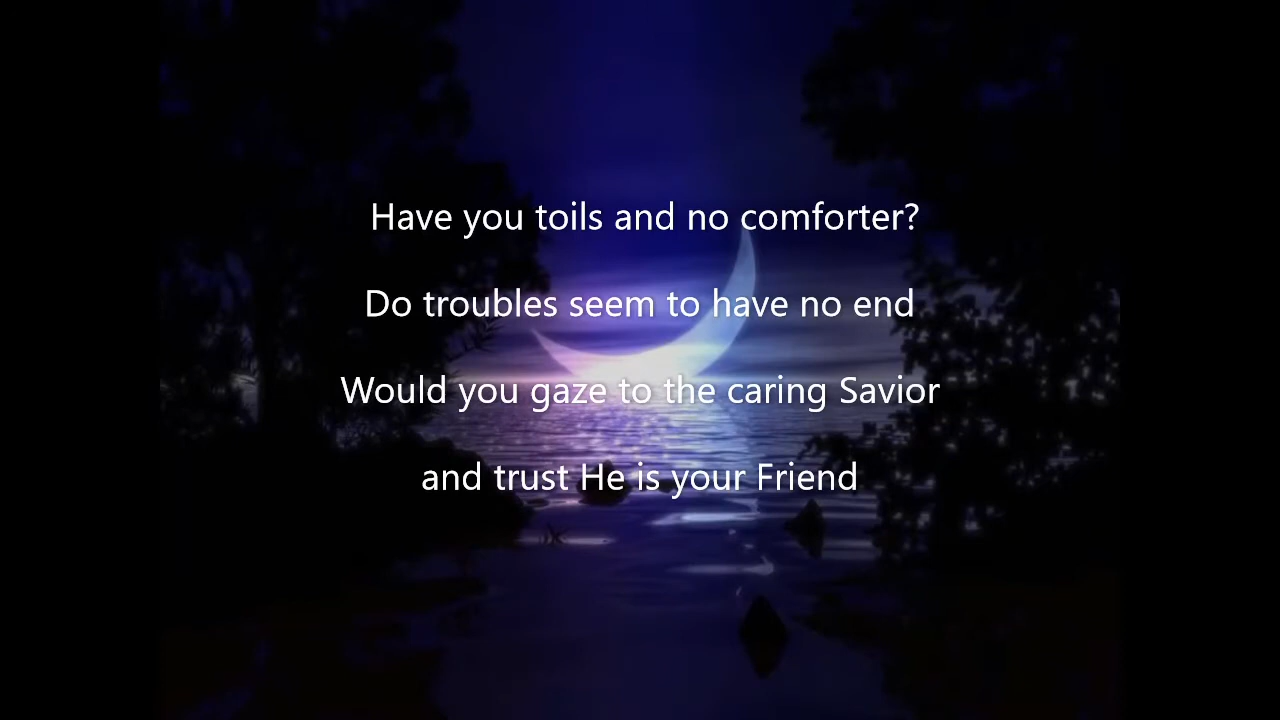 Have you toils and no comforter?
Do troubles seem to have no end
Would you gaze to the caring Savior
and trust He is your Friend